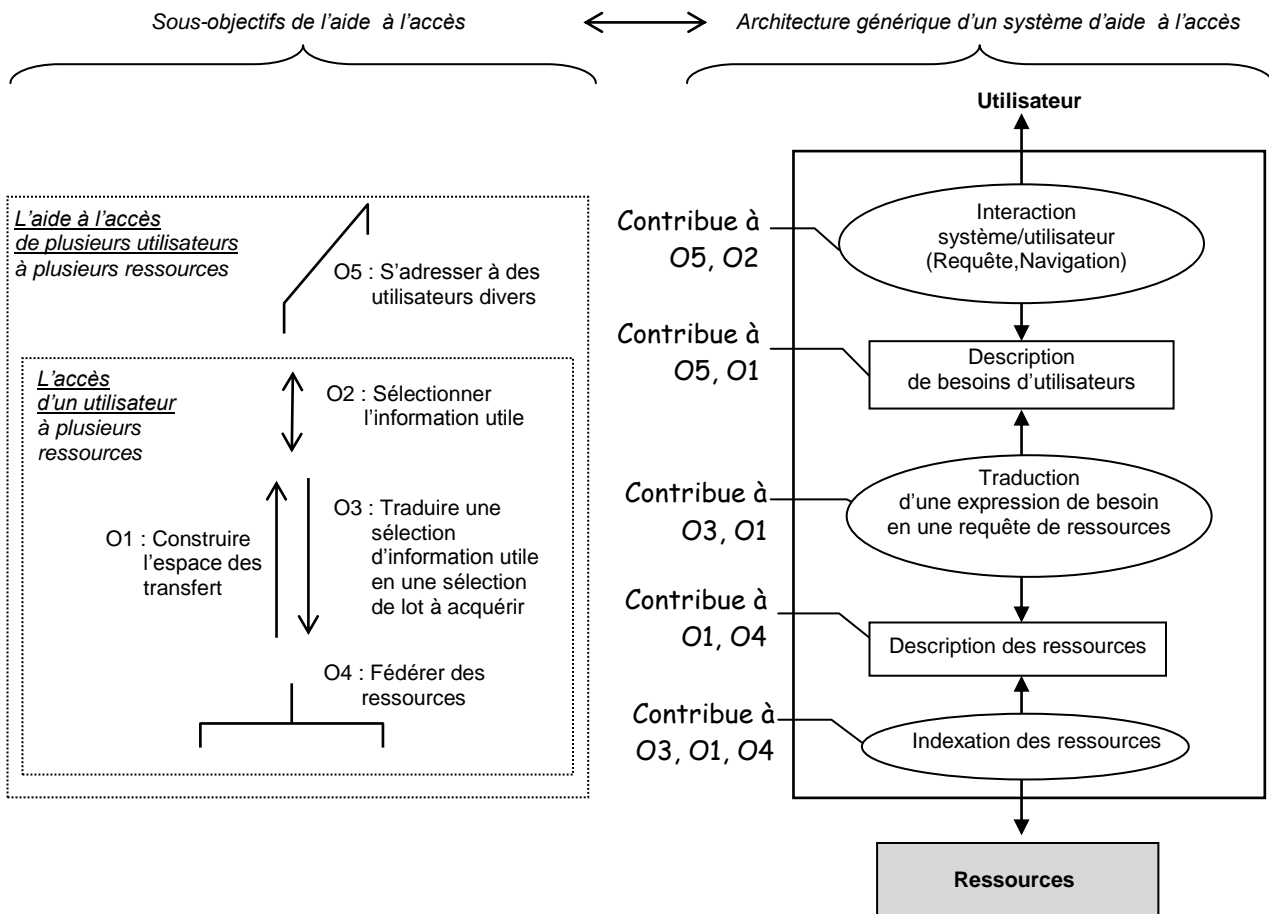 Sous-objectifs de l'aide à l'accès
Architecture générique d'un système d'aide à l'accès
L'aide à l'accès
de plusieurs utilisateurs
à plusieurs ressources
O5 : S'adresser à des
utilisateurs divers
L'accès
d'un utilisateur
à plusieurs
ressources
O2 : Sélectionner
l'information utile
O1 : Construire
l'espace des
transfert
O3 : Traduire une
sélection
d'information utile
en une sélection
de lot à acquérir
O4 : Fédérer des
ressources
Utilisateur
Contribue à
O5, O2
Interaction
système/utilisateur
(Requête,Navigation)
Contribue à
O5, O1
Description
de besoins d'utilisateurs
Contribue à
O3, O1
Traduction
d'une expression de besoin
en une requête de ressources
Contribue à
O1, O4
Description des ressources
Contribue à
O3, O1, O4
Indexation des ressources
Ressources